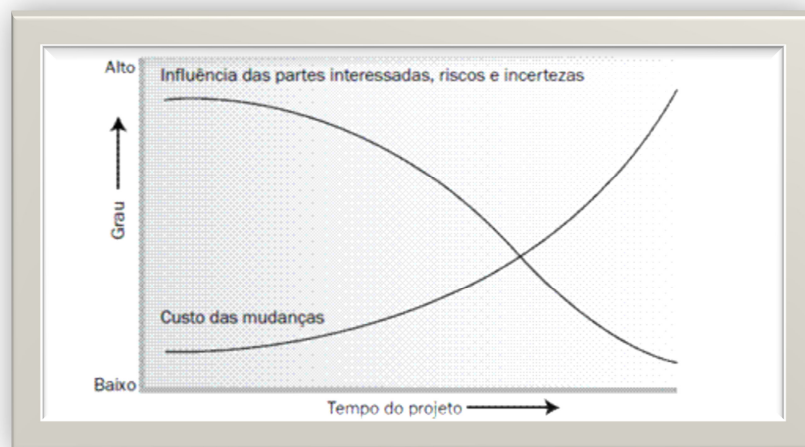 Alto
Influência das partes interessadas, riscos e incertezas
Grau
Custo das mudanças
Baixo
Tempo do projeto